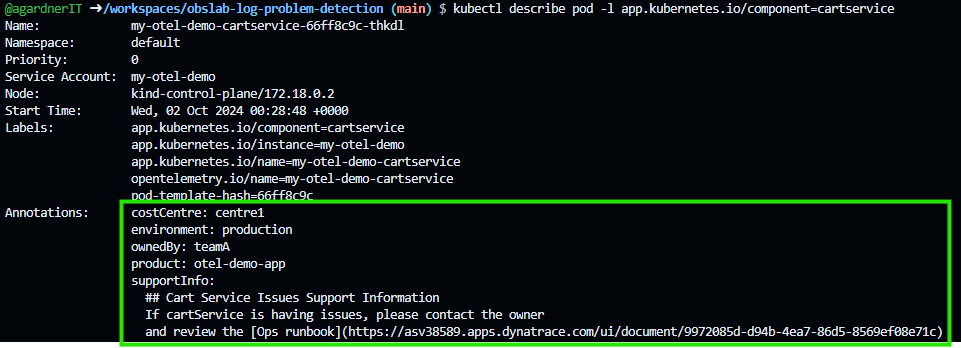 @agardnerIT ➜/workspaces/obslab-log-problem-detection (main) $ kubectl describe pod -l app.kubernetes.io/component=cartservice
Name: my-otel-demo-cartservice-66ff8c9c-thkdl
Namespace: default
Priority: 0
Service Account: my-otel-demo
Node: kind-control-plane/172.18.0.2
Start Time: Wed, 02 Oct 2024 00:28:48 +0000
Labels: app.kubernetes.io/component=cartservice
app.kubernetes.io/instance=my-otel-demo
app.kubernetes.io/name=my-otel-demo-cartservice
opentelemetry.io/name=my-otel-demo-cartservice
pod-template-hash=66ff8c9c
Annotations: costCentre: centre1
environment: production
ownedBy: teamA
product: otel-demo-app
supportInfo:
## Cart Service Issues Support Information
If cartService is having issues, please contact the owner
and review the [Ops runbook](https://asv38589.apps.dynatrace.com/ui/document/9972085d-d94b-4ea7-86d5-8569ef08e71c)